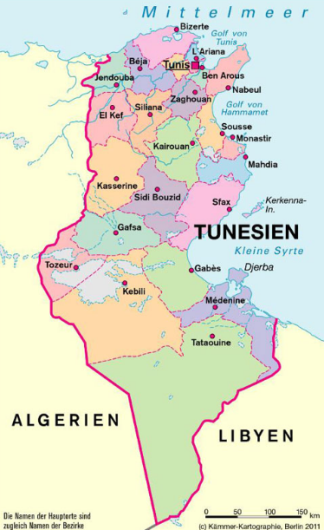 Mittelmeer
Bizerte
Golf von
Tunis
L'Ariana
Tunis
Béja
Ben Arous
Jendouba
Nabeul
Zaghouan
Siliana
El Kef
Golf von
Hammamet
Sousse
Monastir
Kairouan
Mahdia
Kasserine
Sidi Bouzid
Sfax
Kerkenna-
In.
Gafsa
TUNESIEN
Kleine Syrte
Tozeur
Gabès
Djerba
Kebili
Médenine
Tataouine
ALGERIEN
LIBYEN
Die Namen der Hauptorte sind
zugleich Namen der Bezirke
0 50 100 150 km
(c) Kämmer-Kartographie, Berlin 2011